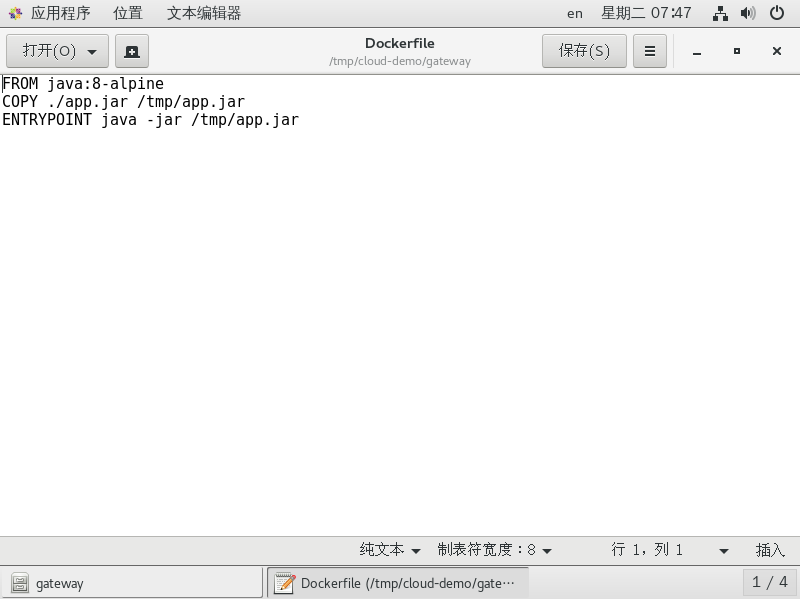 应用程序 位置 文本编辑器 en 星期二 07:47
打开(O) Dockerfile 保存(S)
/tmp/cloud-demo/gateway
FROM java:8-alpine
COPY ./app.jar /tmp/app.jar
ENTRYPOINT java -jar /tmp/app.jar
纯文本 制表符宽度：8 行 1，列 1 插入
gateway Dockerfile (/tmp/cloud-demo/gate… 1 / 4